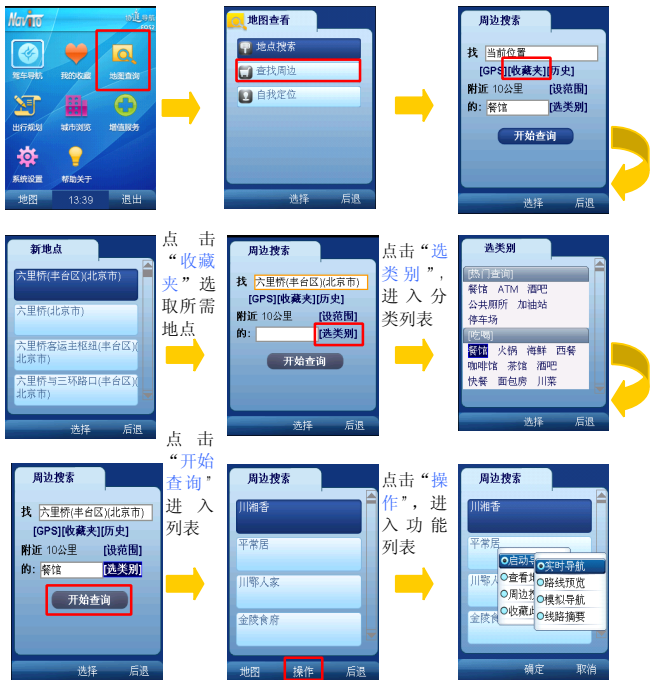 NaviTo
驾车导航 我的收藏 地图查询
出行规划 城市浏览 增值服务
系统设置 帮助关于
地图 13:39 退出
地图查看
地点搜索
查找周边
自我定位
选择 后退
周边搜索
找 当前位置
[GPS][收藏夹][历史]
附近 10公里 [设范围]
的: 餐馆 [选类别]
开始查询
选择 后退
新地点
六里桥(丰台区)(北京市)
六里桥(北京市)
六里桥客运主枢纽(丰台区)(
北京市)
六里桥与三环路口(丰台区)(
北京市)
选择 后退
点击
“收藏
夹”选
取所需
地点
周边搜索
找 六里桥(丰台区)(北京市)
[GPS][收藏夹][历史]
附近 10公里 [设范围]
的: [选类别]
开始查询
选择 后退
点击“选
类别”,
进入分
类列表
选类别
[热门查询]
餐馆 ATM 酒吧
公共厕所 加油站
停车场
[吃喝]
餐馆 火锅 海鲜 西餐
咖啡馆 茶馆 酒吧
快餐 面包房 川菜
选择 后退
周边搜索
找 六里桥(丰台区)(北京市)
[GPS][收藏夹][历史]
附近 10公里 [设范围]
的: 餐馆 [选类别]
开始查询
选择 后退
点击
“开始
查询”
进入
列表
周边搜索
川湘香
平常居
川鄂人家
金陵食府
地图 操作 后退
点击“操
作”，进
入功能
列表
周边搜索
川湘香
平常居
川鄂
金陵食
启动导
查看地
周边搜
收藏此
实时导航
路线预览
模拟导航
线路摘要
确定 取消